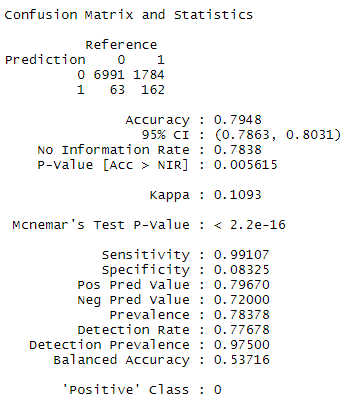 Confusion Matrix and Statistics
Reference
Prediction 0 1
0 6991 1784
1 63 162
Accuracy : 0.7948
95% CI : (0.7863, 0.8031)
No Information Rate : 0.7838
P-Value [Acc > NIR] : 0.005615
Kappa : 0.1093
Mcnemar's Test P-Value : < 2.2e-16
Sensitivity : 0.99107
Specificity : 0.08325
Pos Pred Value : 0.79670
Neg Pred Value : 0.72000
Prevalence : 0.78378
Detection Rate : 0.77678
Detection Prevalence : 0.97500
Balanced Accuracy : 0.53716
'Positive' Class : 0